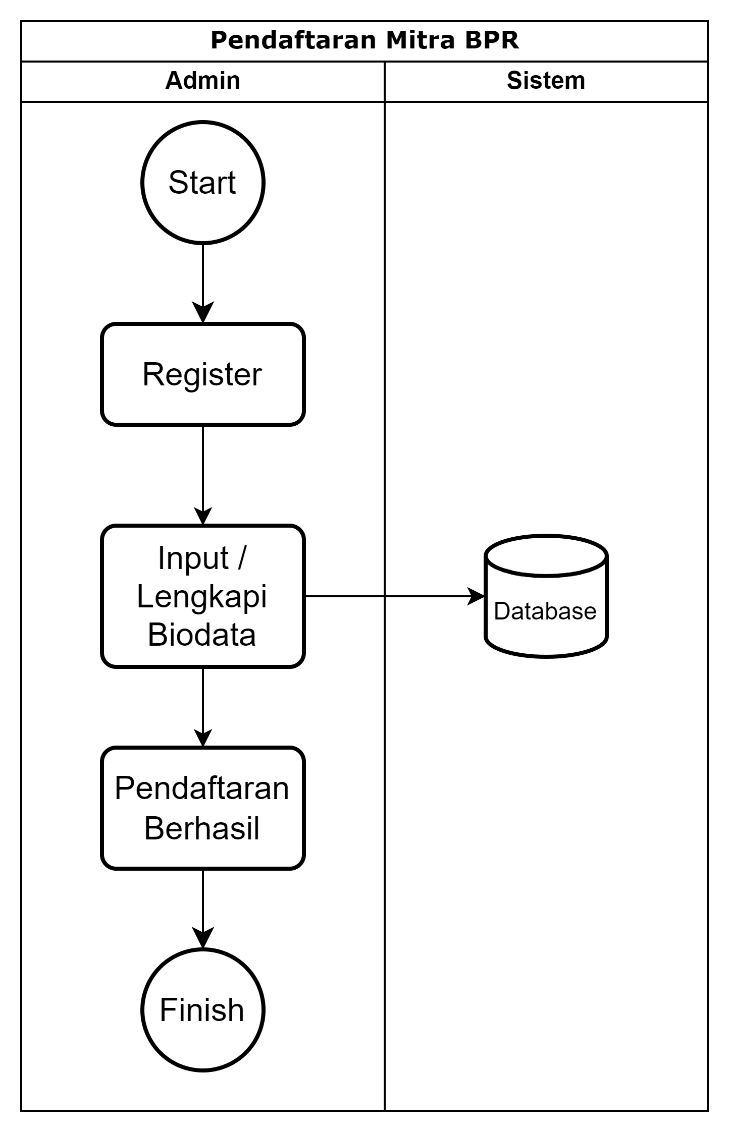 Pendaftaran Mitra BPR
Admin
Sistem
Start
Register
Input /
Lengkapi
Biodata
Database
Pendaftaran
Berhasil
Finish